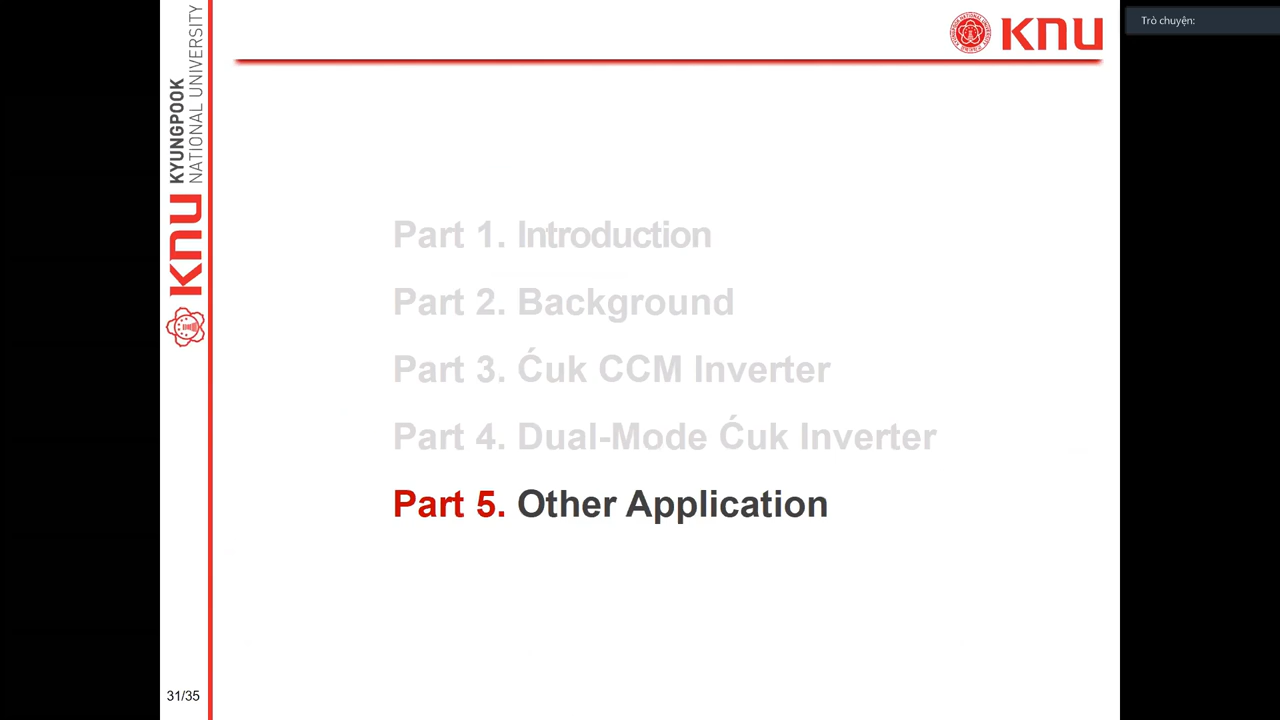 KNU
Trò chuyện:
KYUNGPOOK
NATIONAL UNIVERSITY
KNU
Part 1. Introduction
Part 2. Background
Part 3. Ćuk CCM Inverter
Part 4. Dual-Mode Ćuk Inverter
Part 5. Other Application
31/35